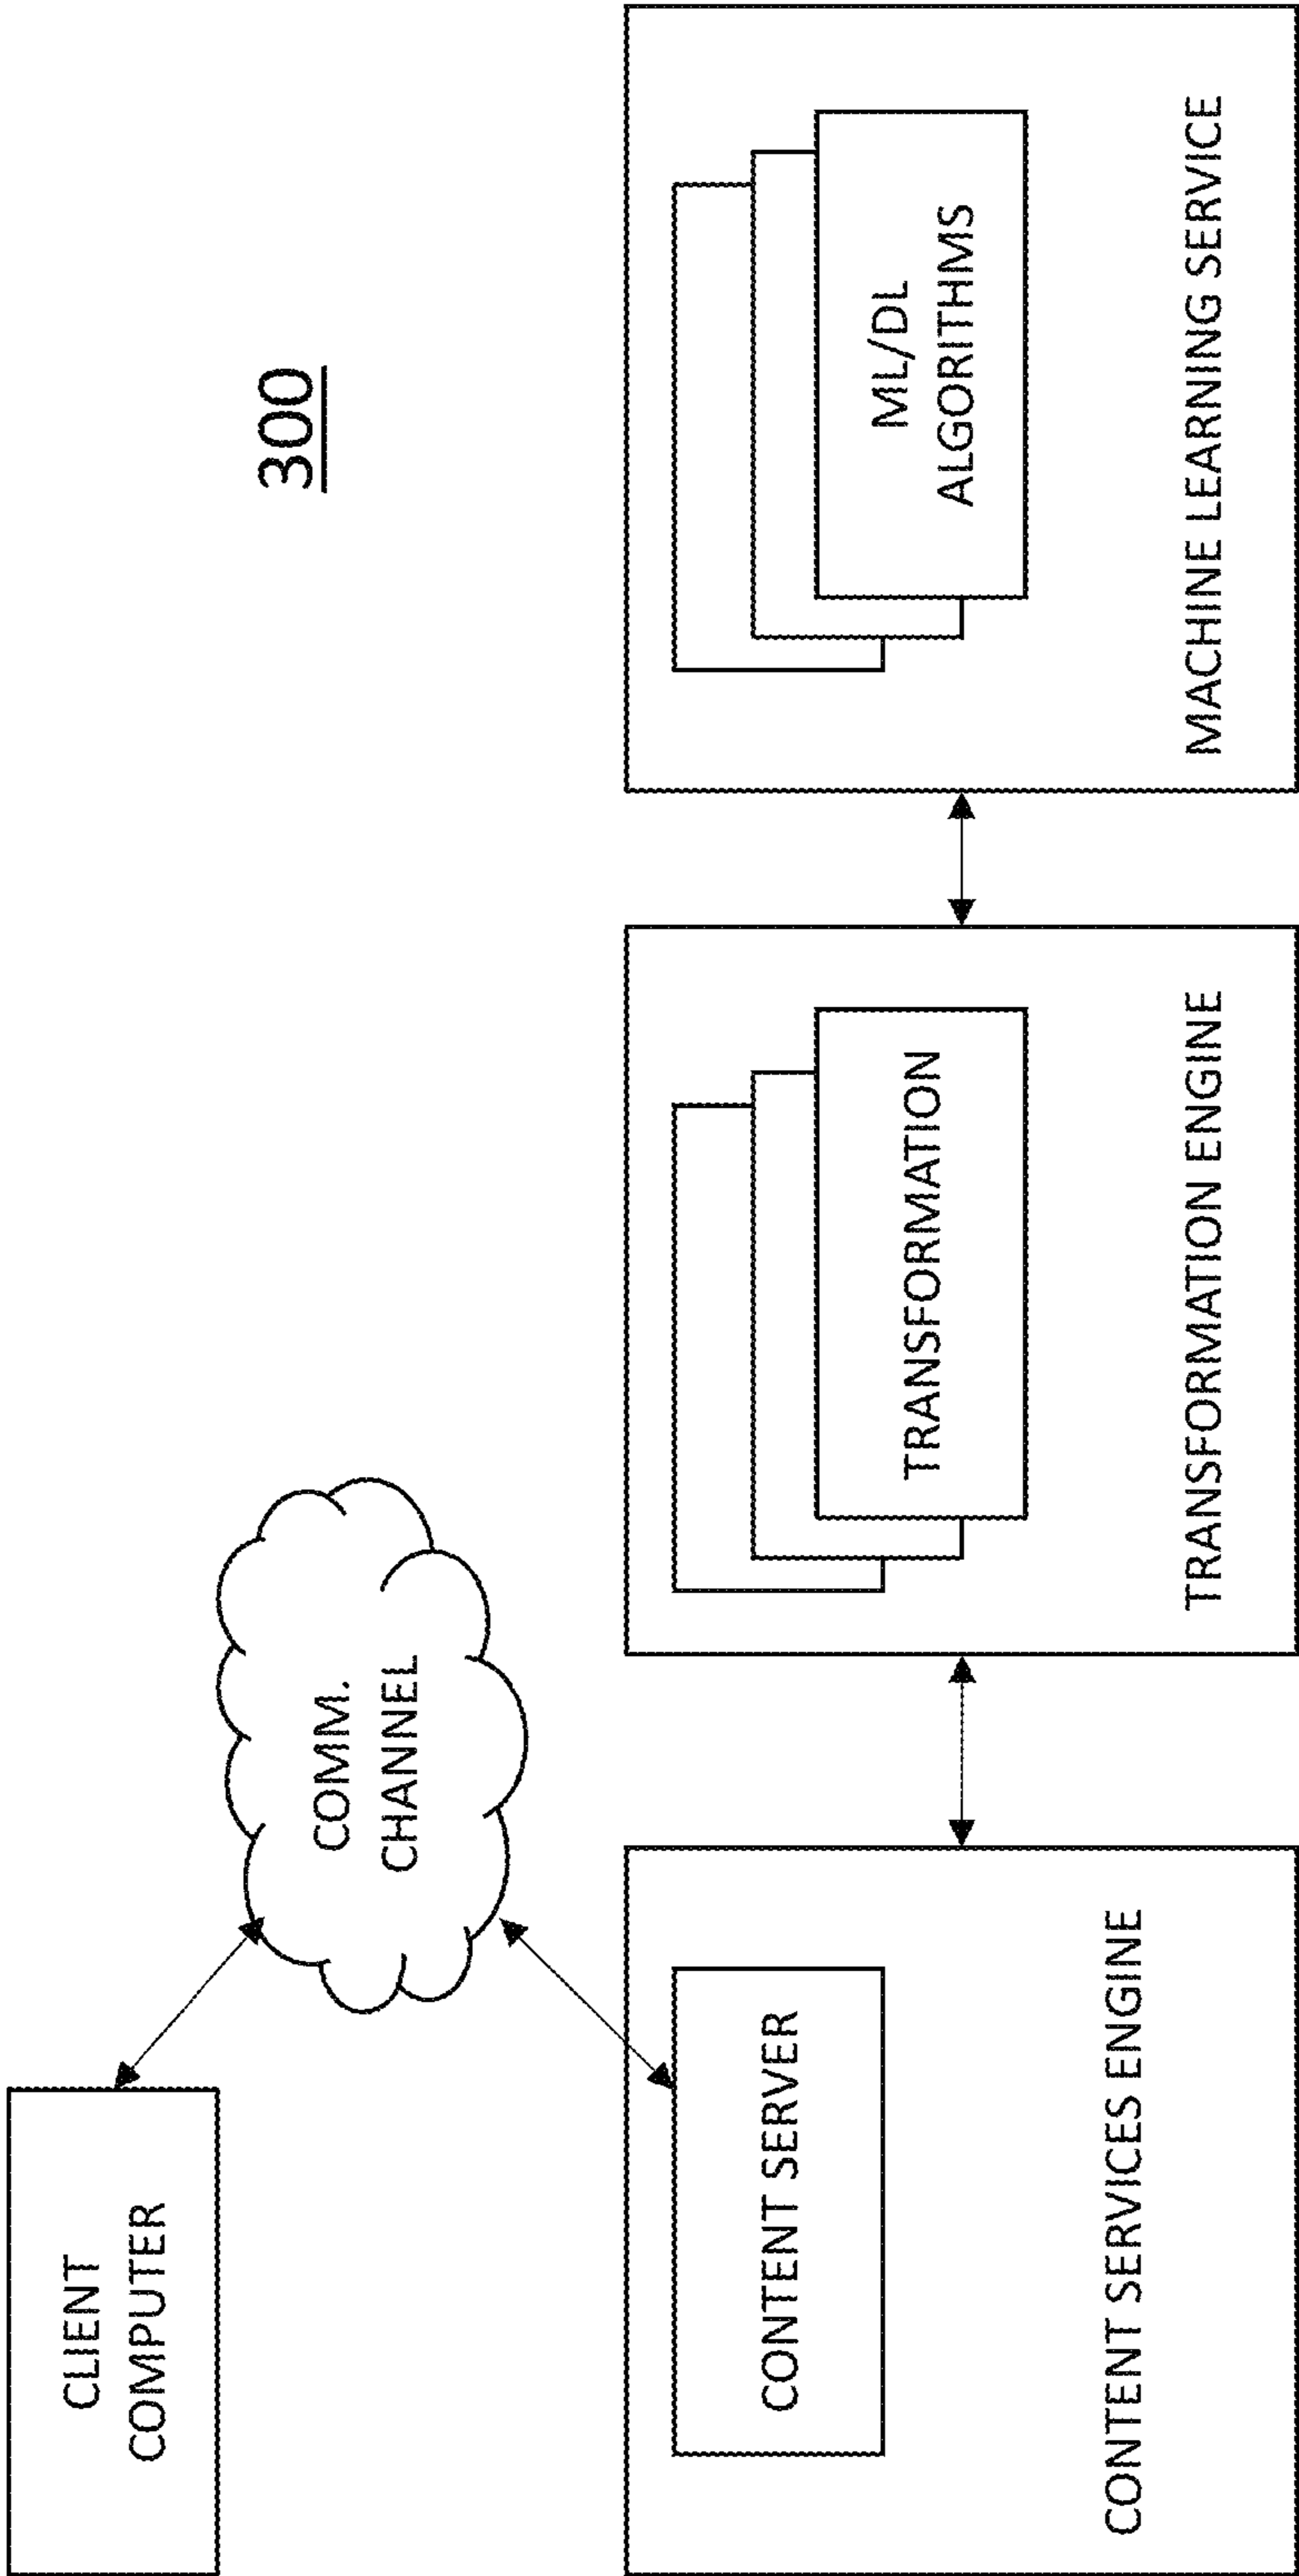 300
CLIENT
COMPUTER
COMM.
CHANNEL
CONTENT SERVER
CONTENT SERVICES ENGINE
TRANSFORMATION
TRANSFORMATION ENGINE
ML/DL
ALGORITHMS
MACHINE LEARNING SERVICE